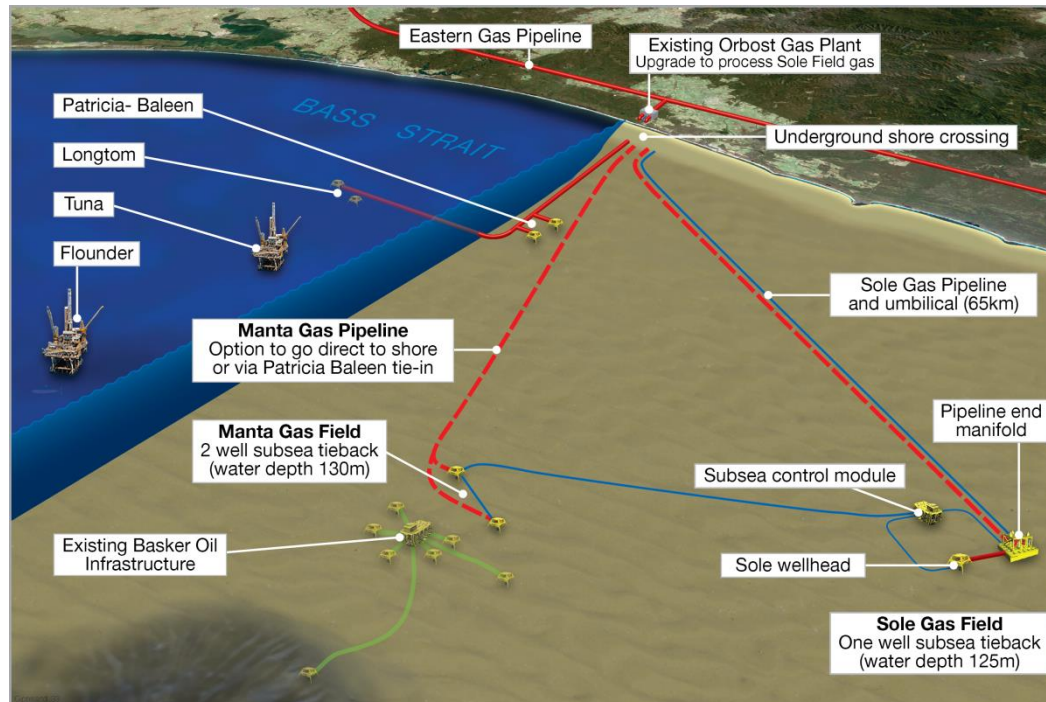 Eastern Gas Pipeline
Existing Orbost Gas Plant
Upgrade to process Sole Field gas
Patricia- Baleen
BASS STRAIT
Underground shore crossing
Longtom
Tuna
Flounder
Sole Gas Pipeline
and umbilical (65km)
Manta Gas Pipeline
Option to go direct to shore
or via Patricia Baleen tie-in
Pipeline end
manifold
Manta Gas Field
2 well subsea tieback
(water depth 130m)
Subsea control module
Existing Basker Oil
Infrastructure
Sole wellhead
Sole Gas Field
One well subsea tieback
(water depth 125m)